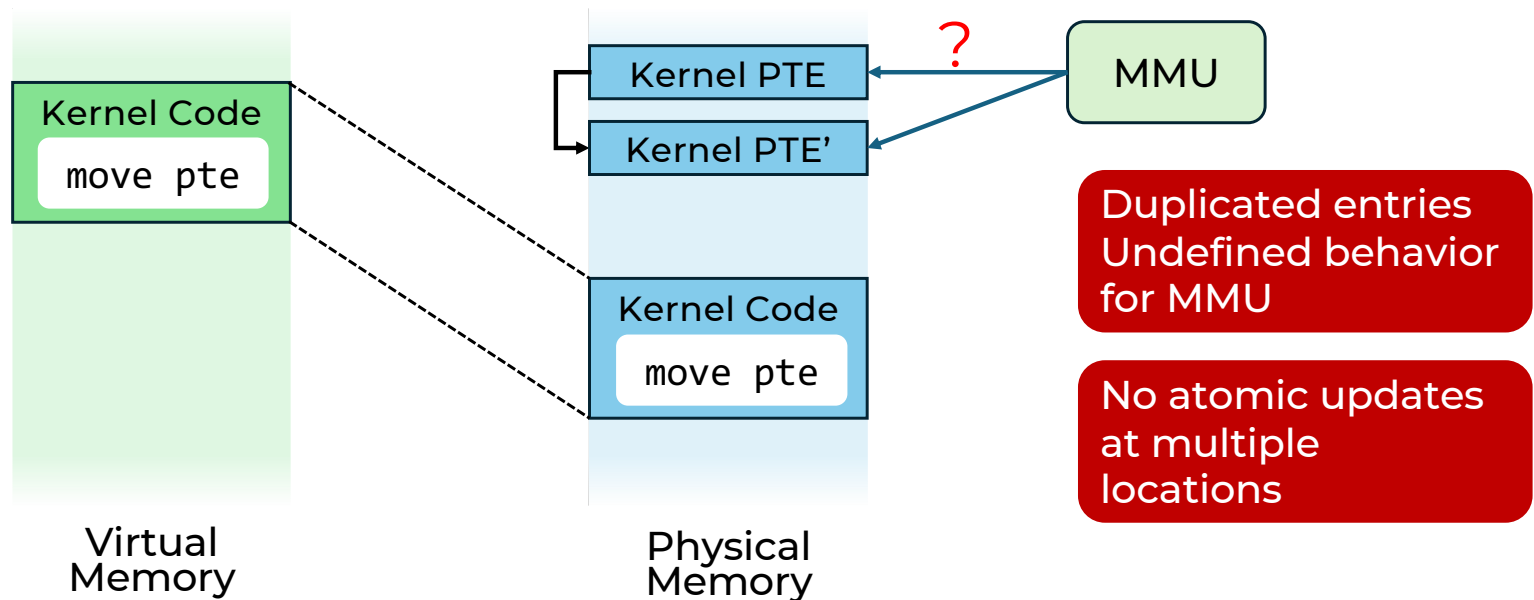 Kernel Code
move pte
Virtual
Memory
Kernel PTE
Kernel PTE’
Kernel Code
move pte
Physical
Memory
?
MMU
Duplicated entries
Undefined behavior
for MMU
No atomic updates
at multiple
locations